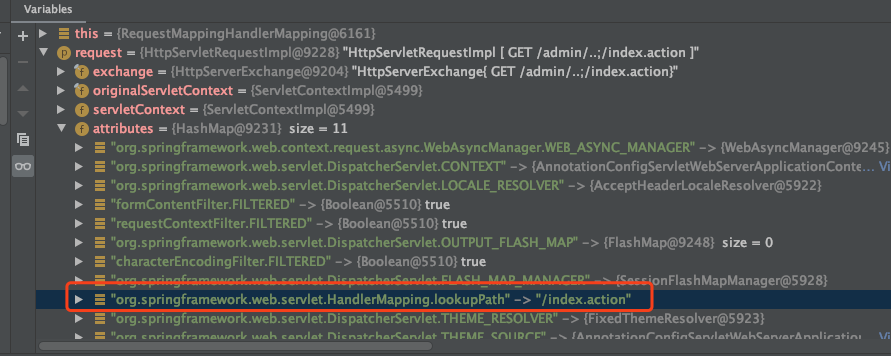 Variables
this = {RequestMappingHandlerMapping@6161}
request = {HttpServletRequestImpl@9228} "HttpServletRequestImpl [ GET /admin/..;/index.action ]"
exchange = {HttpServerExchange@9204} "HttpServerExchange{ GET /admin/..;/index.action}"
originalServletContext = {ServletContextImpl@5499}
servletContext = {ServletContextImpl@5499}
attributes = {HashMap@9231} size = 11
"org.springframework.web.context.request.async.WebAsyncManager.WEB_ASYNC_MANAGER" -> {WebAsyncManager@9245}
"org.springframework.web.servlet.DispatcherServlet.CONTEXT" -> {AnnotationConfigServletWebServerApplicationConte... Vi
"org.springframework.web.servlet.DispatcherServlet.LOCALE_RESOLVER" -> {AcceptHeaderLocaleResolver@5922}
"formContentFilter.FILTERED" -> {Boolean@5510} true
"requestContextFilter.FILTERED" -> {Boolean@5510} true
"org.springframework.web.servlet.DispatcherServlet.OUTPUT_FLASH_MAP" -> {FlashMap@9248} size = 0
"characterEncodingFilter.FILTERED" -> {Boolean@5510} true
"org.springframework.web.servlet.DispatcherServlet.FLASH_MAP_MANAGER" -> {SessionFlashMapManager@5928}
"org.springframework.web.servlet.HandlerMapping.lookupPath" -> "/index.action"
"org.springframework.web.servlet.DispatcherServlet.THEME_RESOLVER" -> {FixedThemeResolver@5923}
"org.springframework.web.servlet.DispatcherServlet.THEME_SOURCE" -> {AnnotationConfigServletWebServerApplication... Vi